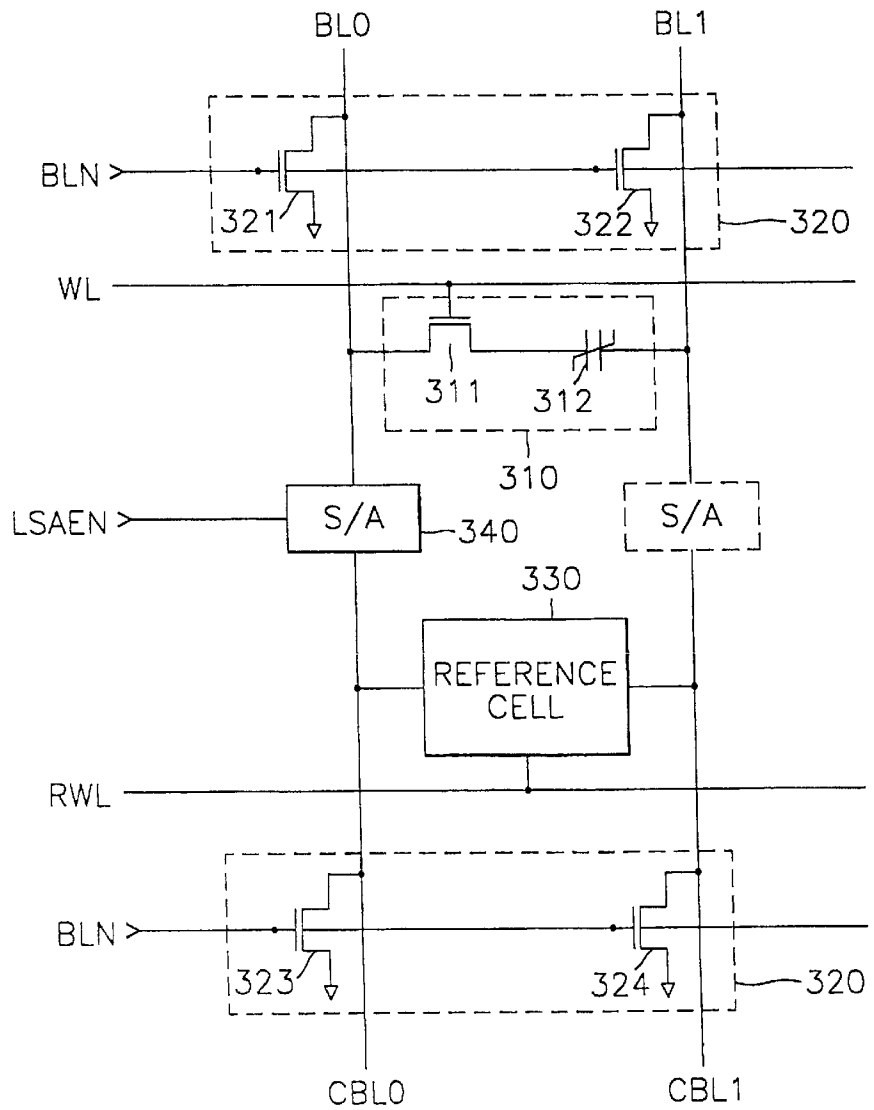 BL0 BL1
BLN
321 322 320
WL
311 312
310
LSAEN S/A 340 S/A
330
REFERENCE
CELL
RWL
BLN
323 324 320
CBL0 CBL1